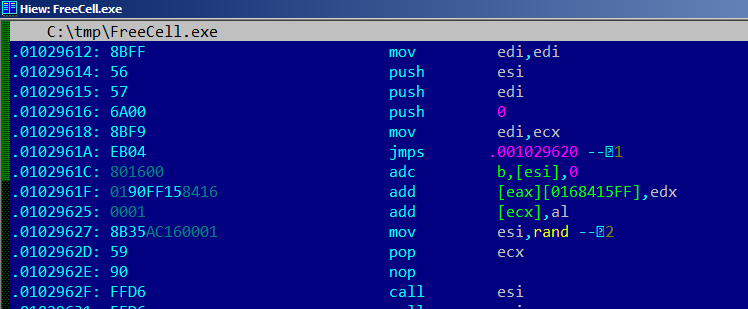 Hiew: FreeCell.exe
C:\tmp\FreeCell.exe
.01029612: 8BFF mov edi,edi
.01029614: 56 push esi
.01029615: 57 push edi
.01029616: 6A00 push 0
.01029618: 8BF9 mov edi,ecx
.0102961A: EB04 jmps .001029620 --1
.0102961C: 801600 adc b,[esi],0
.0102961F: 0190FF158416 add [eax][0168415FF],edx
.01029625: 0001 add [ecx],al
.01029627: 8B35AC160001 mov esi,rand --2
.0102962D: 59 pop ecx
.0102962E: 90 nop
.0102962F: FFD6 call esi